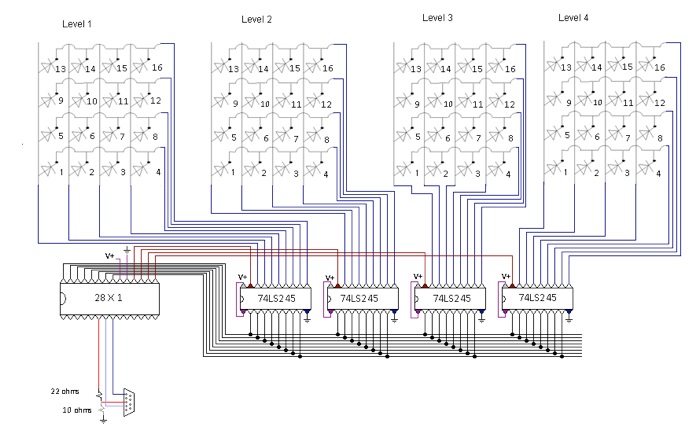 Level 1
Level 2
Level 3
Level 4
13 14 15 16
9 10 11 12
5 6 7 8
1 2 3 4
13 14 15 16
9 10 11 12
5 6 7 8
1 2 3 4
13 14 15 16
9 10 11 12
5 6 7 8
1 2 3 4
13 14 15 16
9 10 11 12
5 6 7 8
1 2 3 4
V+
V+
V+
V+
V+
28X1
74LS245
74LS245
74LS245
74LS245
22 ohms
10 ohms